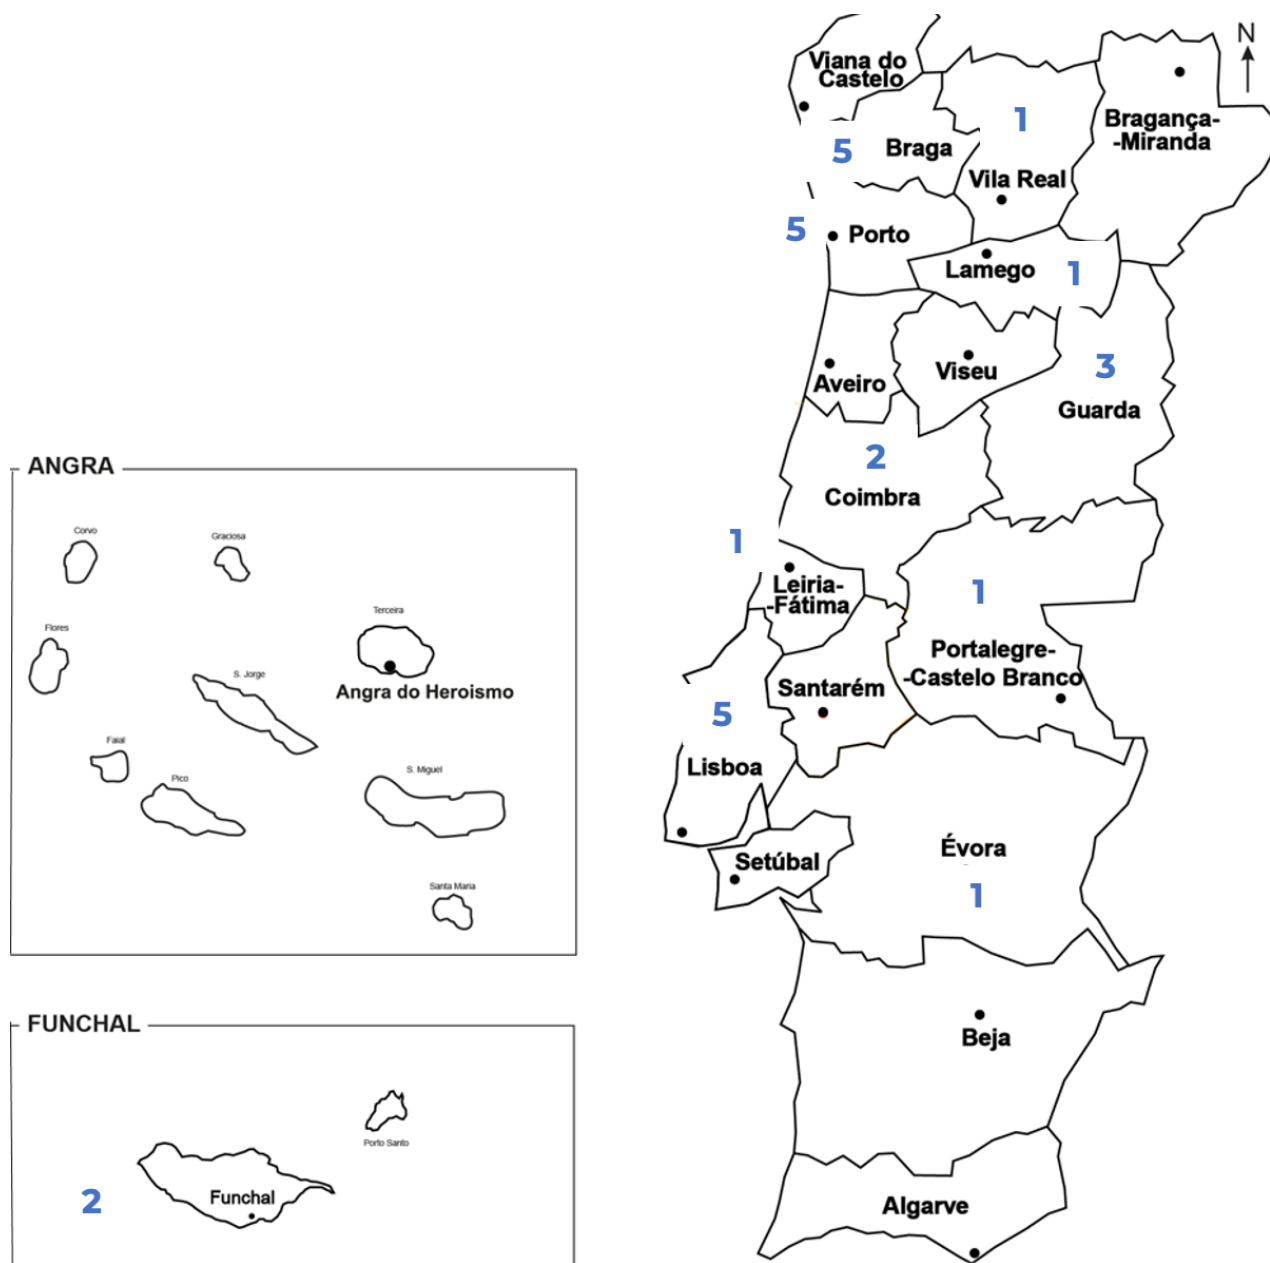 N
Viana do
Castelo
1
Bragança-
-Miranda
5
Braga
Vila Real
5
Porto
Lamego
1
Aveiro
Viseu
3
Guarda
2
Coimbra
1
Leiria-
-Fátima
1
Portalegre-
-Castelo Branco
Santarém
5
Lisboa
Setúbal
Évora
1
Beja
Algarve
ANGRA
Corvo
Graciosa
Terceira
Flores
Angra do Heroismo
S. Jorge
Faial
Pico
S. Miguel
Santa Maria
FUNCHAL
Porto Santo
Funchal
2